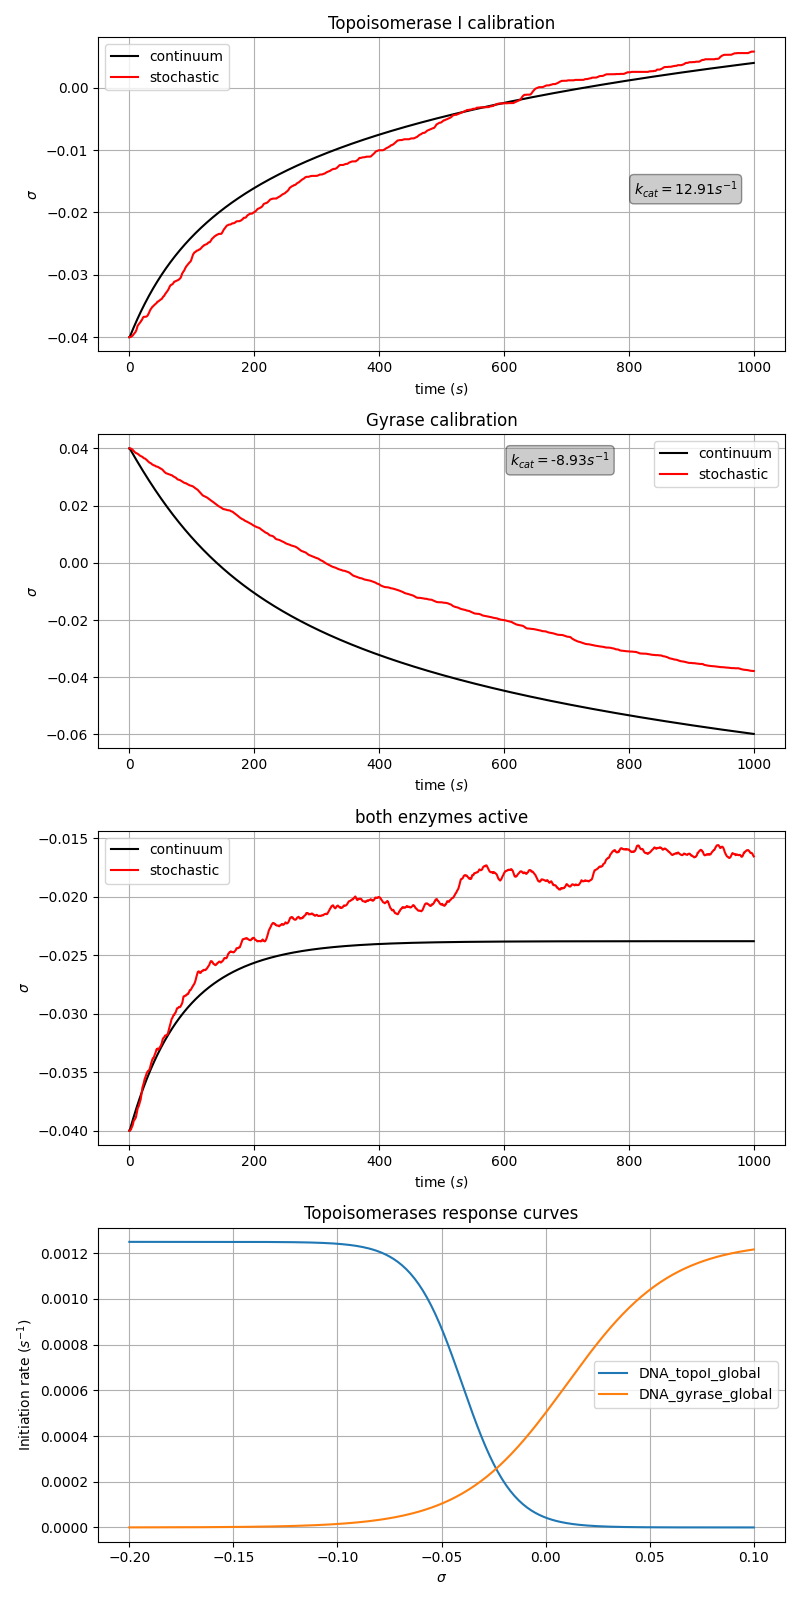 Topoisomerase I calibration
continuum
stochastic
0.00
−0.01
−0.02
−0.03
−0.04
σ
k_cat = 12.91s⁻¹
0
200
400
600
800
1000
time (s)
Gyrase calibration
0.04
0.02
0.00
−0.02
−0.04
−0.06
σ
k_cat = -8.93s⁻¹
continuum
stochastic
0
200
400
600
800
1000
time (s)
both enzymes active
continuum
stochastic
−0.015
−0.020
−0.025
−0.030
−0.035
−0.040
σ
0
200
400
600
800
1000
time (s)
Topoisomerases response curves
0.0012
0.0010
0.0008
0.0006
0.0004
0.0002
0.0000
Initiation rate (s⁻¹)
DNA_topoI_global
DNA_gyrase_global
−0.20
−0.15
−0.10
−0.05
0.00
0.05
0.10
σ